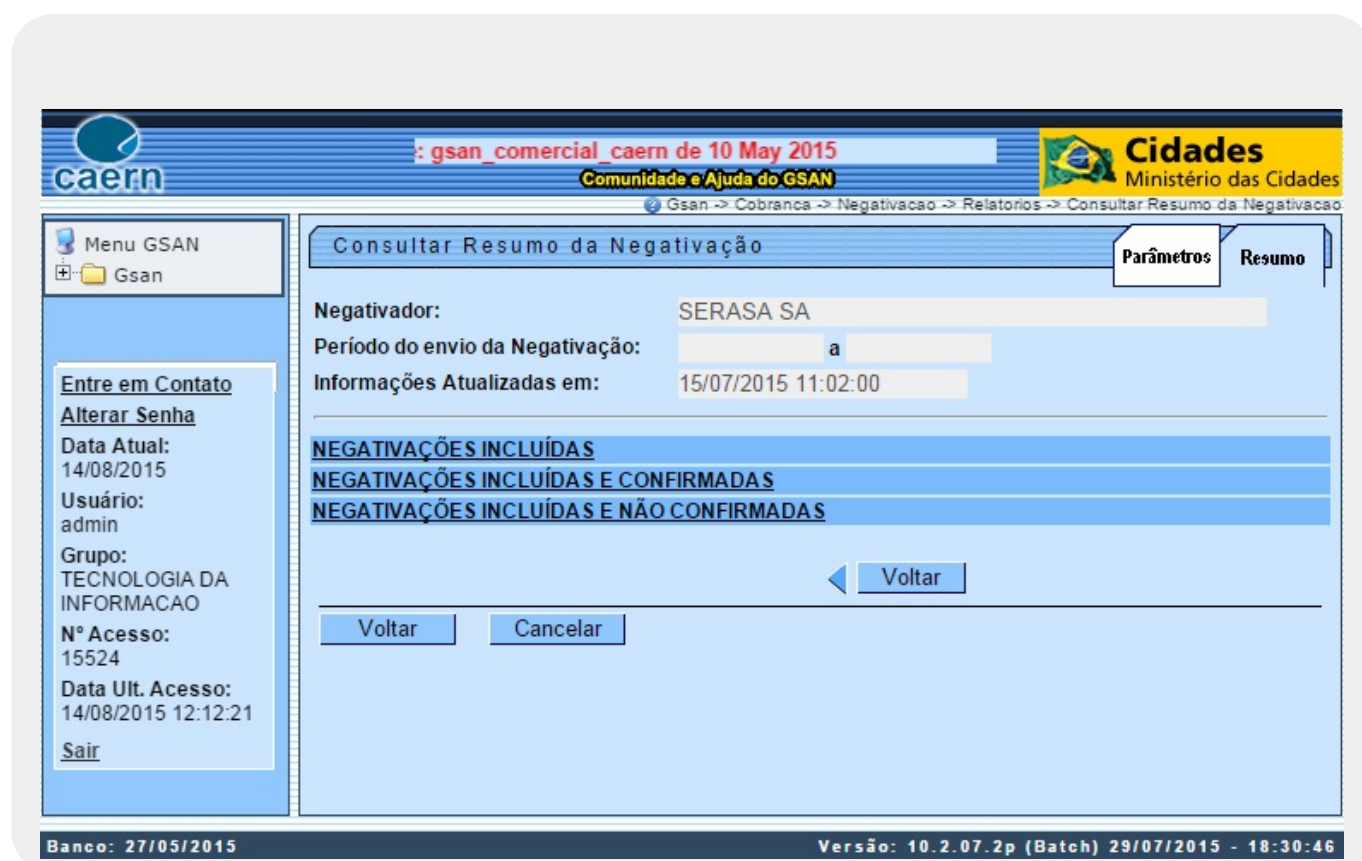 caern
: gsan_comercial_caern de 10 May 2015
Comunidade e Ajuda do GSAN
Cidades
Ministério das Cidades
Gsan -> Cobranca -> Negativacao -> Relatorios -> Consultar Resumo da Negativacao
Menu GSAN
Gsan
Entre em Contato
Alterar Senha
Data Atual:
14/08/2015
Usuário:
admin
Grupo:
TECNOLOGIA DA
INFORMACAO
Nº Acesso:
15524
Data Ult. Acesso:
14/08/2015 12:12:21
Sair
Consultar Resumo da Negativação
Parâmetros
Resumo
Negativador: SERASA SA
Período do envio da Negativação: a
Informações Atualizadas em: 15/07/2015 11:02:00
NEGATIVAÇÕES INCLUÍDAS
NEGATIVAÇÕES INCLUÍDAS E CONFIRMADAS
NEGATIVAÇÕES INCLUÍDAS E NÃO CONFIRMADAS
Voltar
Voltar Cancelar
Banco: 27/05/2015 Versão: 10.2.07.2p (Batch) 29/07/2015 - 18:30:46